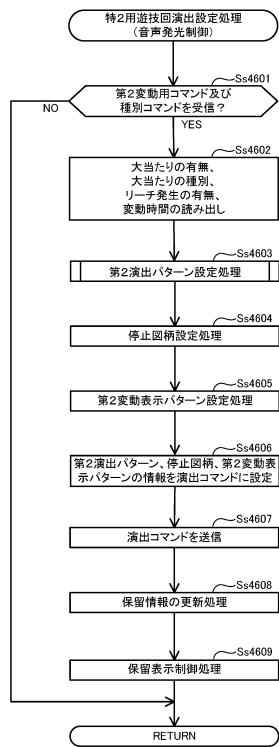 特２用遊技回演出設定処理
（音声発光制御）
Ss4601
第２変動用コマンド及び
種別コマンドを受信？
NO
YES
Ss4602
大当たりの有無、
大当たりの種別、
リーチ発生の有無、
変動時間の読み出し
Ss4603
第２演出パターン設定処理
Ss4604
停止図柄設定処理
Ss4605
第２変動表示パターン設定処理
Ss4606
第２演出パターン、停止図柄、第２変動表
示パターンの情報を演出コマンドに設定
Ss4607
演出コマンドを送信
Ss4608
保留情報の更新処理
Ss4609
保留表示制御処理
RETURN